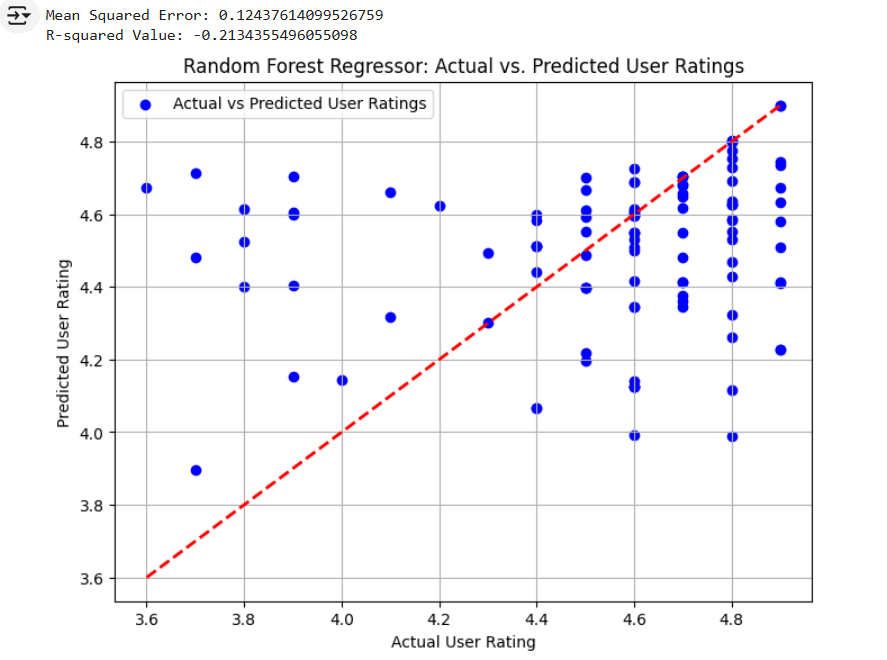 Mean Squared Error: 0.12437614099526759
R-squared Value: -0.2134355496055098
Random Forest Regressor: Actual vs. Predicted User Ratings
Actual vs Predicted User Ratings
4.8
4.6
4.4
4.2
4.0
3.8
3.6
Predicted User Rating
3.6 3.8 4.0 4.2 4.4 4.6 4.8
Actual User Rating